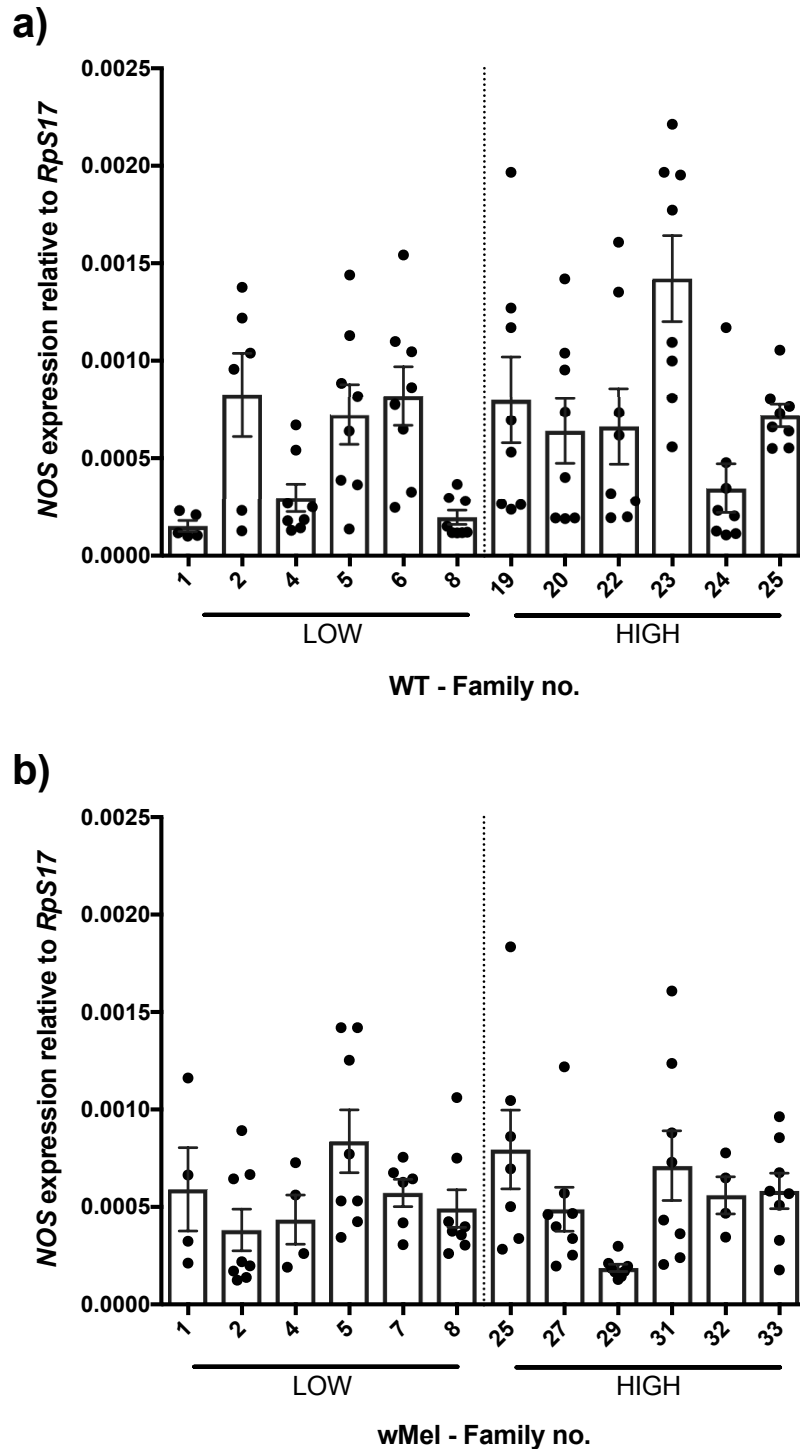 a)
NOS expression relative to RpS17
0.0025
0.0020
0.0015
0.0010
0.0005
0.0000
1 2 4 5 6 8 19 20 22 23 24 25
LOW HIGH
WT - Family no.
b)
NOS expression relative to RpS17
0.0025
0.0020
0.0015
0.0010
0.0005
0.0000
1 2 4 5 7 8 25 27 29 31 32 33
LOW HIGH
wMel - Family no.